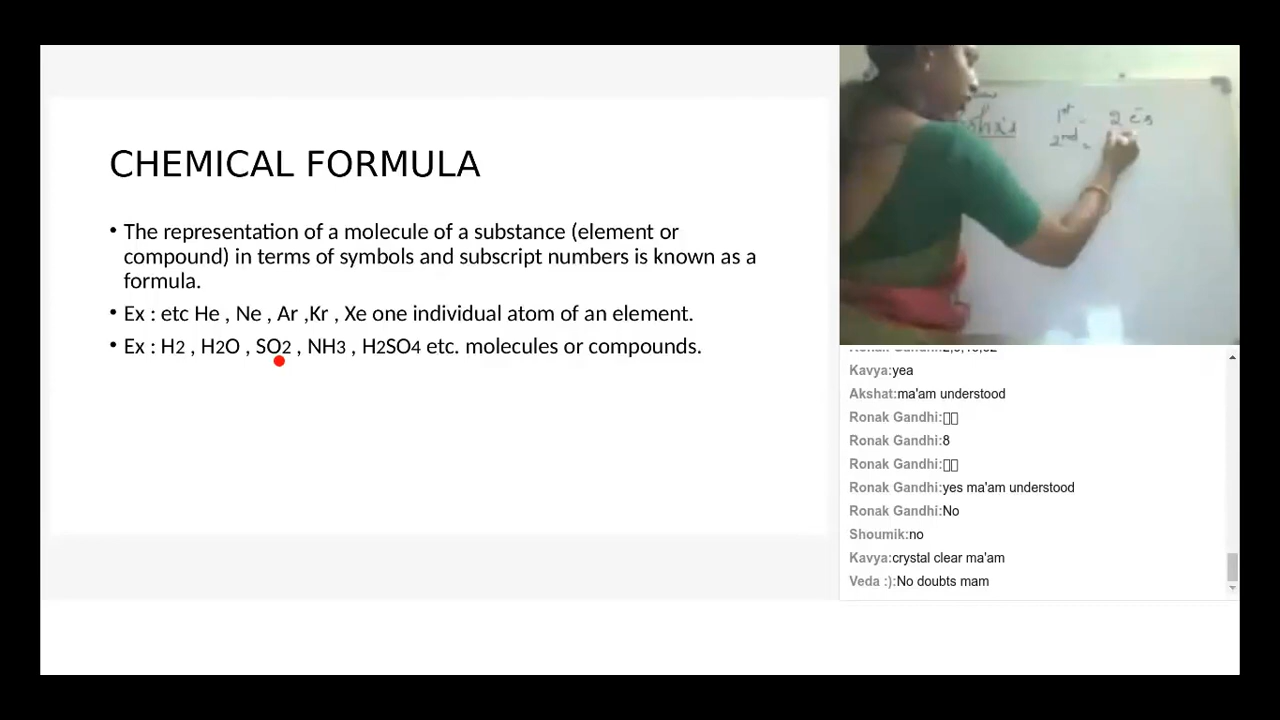 CHEMICAL FORMULA
• The representation of a molecule of a substance (element or
compound) in terms of symbols and subscript numbers is known as a
formula.
• Ex : etc He , Ne , Ar ,Kr , Xe one individual atom of an element.
• Ex : H2 , H2O , SO2 , NH3 , H2SO4 etc. molecules or compounds.
1st - 2 e̅s
2nd -
Kavya:yea
Akshat:ma'am understood
Ronak Gandhi:
Ronak Gandhi:8
Ronak Gandhi:
Ronak Gandhi:yes ma'am understood
Ronak Gandhi:No
Shoumik:no
Kavya:crystal clear ma'am
Veda :):No doubts mam